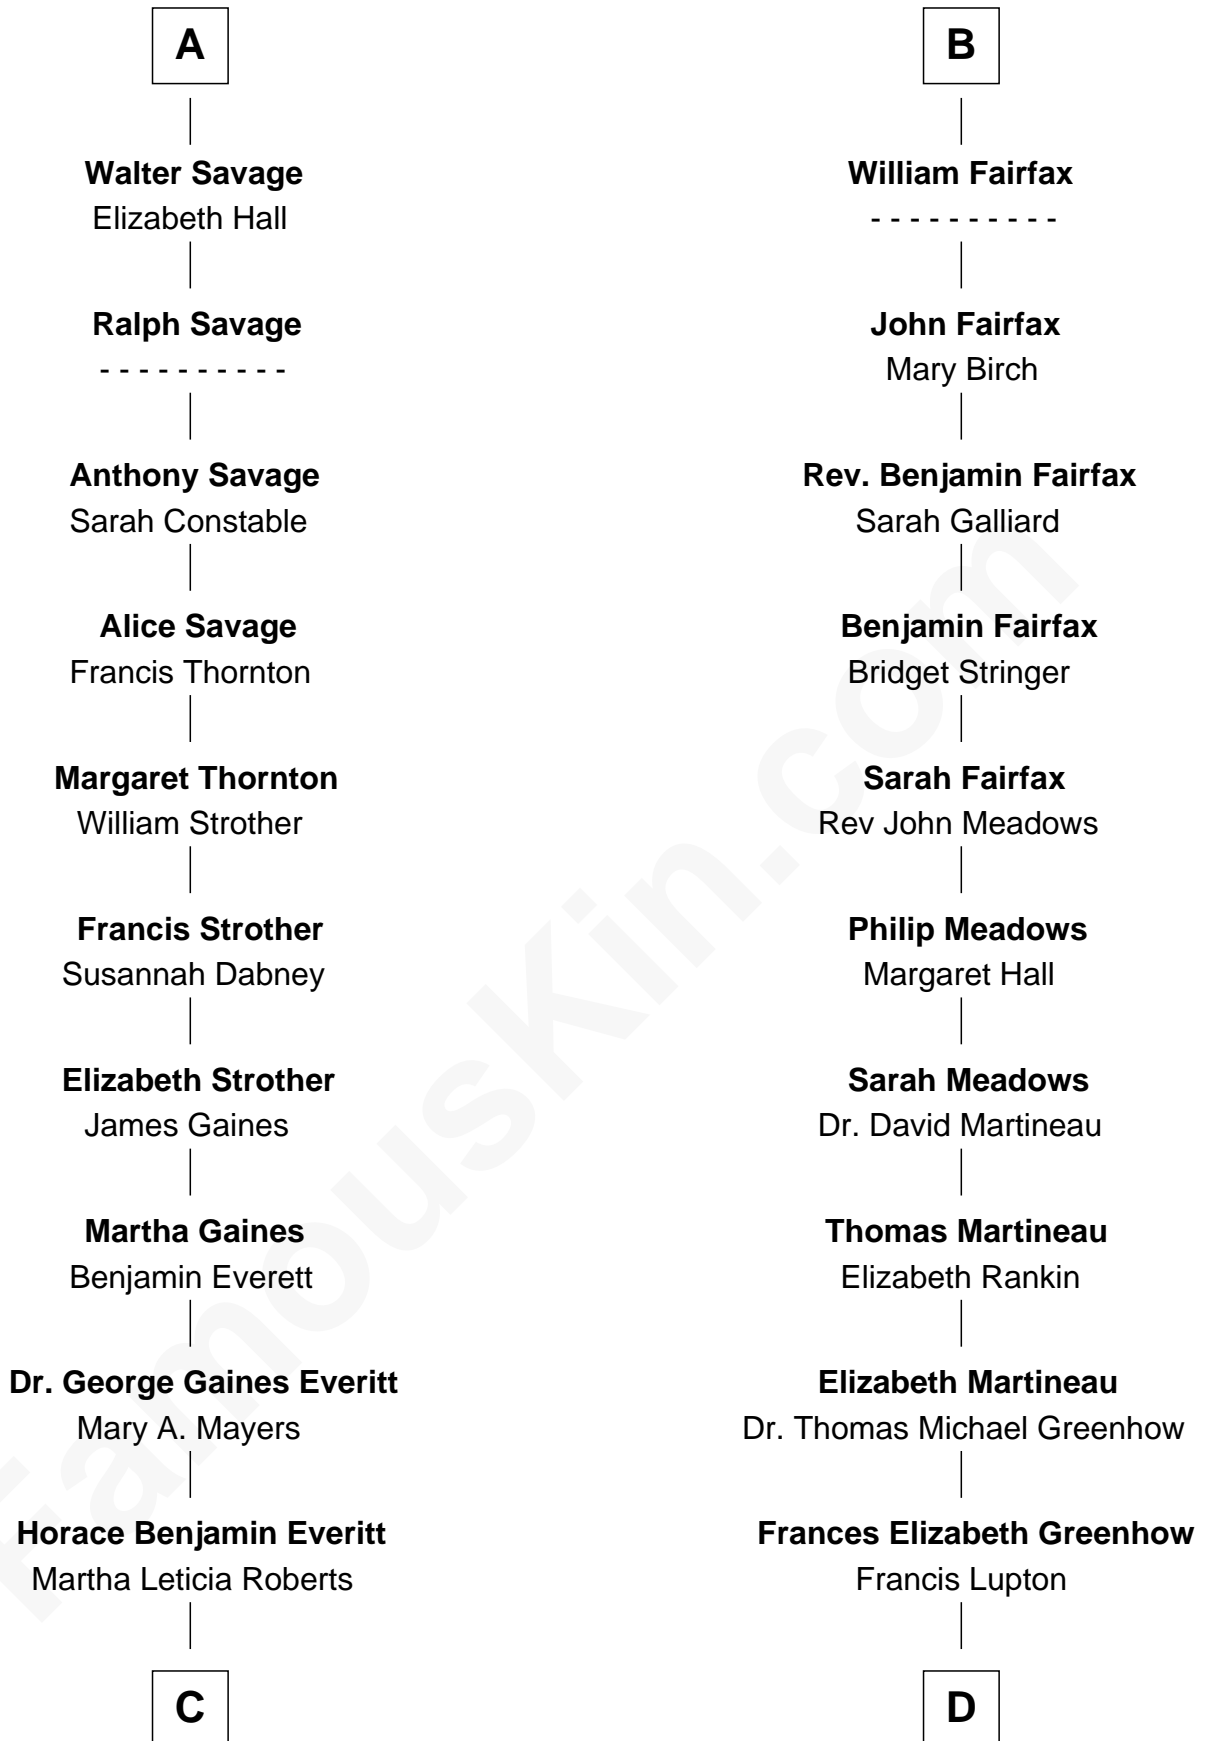 A
Walter Savage
Elizabeth Hall
Ralph Savage
- - - - - - - - - -
Anthony Savage
Sarah Constable
Alice Savage
Francis Thornton
Margaret Thornton
William Strother
Francis Strother
Susannah Dabney
Elizabeth Strother
James Gaines
Martha Gaines
Benjamin Everett
Dr. George Gaines Everitt
Mary A. Mayers
Horace Benjamin Everitt
Martha Leticia Roberts
C
B
William Fairfax
- - - - - - - - - -
John Fairfax
Mary Birch
Rev. Benjamin Fairfax
Sarah Galliard
Benjamin Fairfax
Bridget Stringer
Sarah Fairfax
Rev John Meadows
Philip Meadows
Margaret Hall
Sarah Meadows
Dr. David Martineau
Thomas Martineau
Elizabeth Rankin
Elizabeth Martineau
Dr. Thomas Michael Greenhow
Frances Elizabeth Greenhow
Francis Lupton
D
FamousKin.com